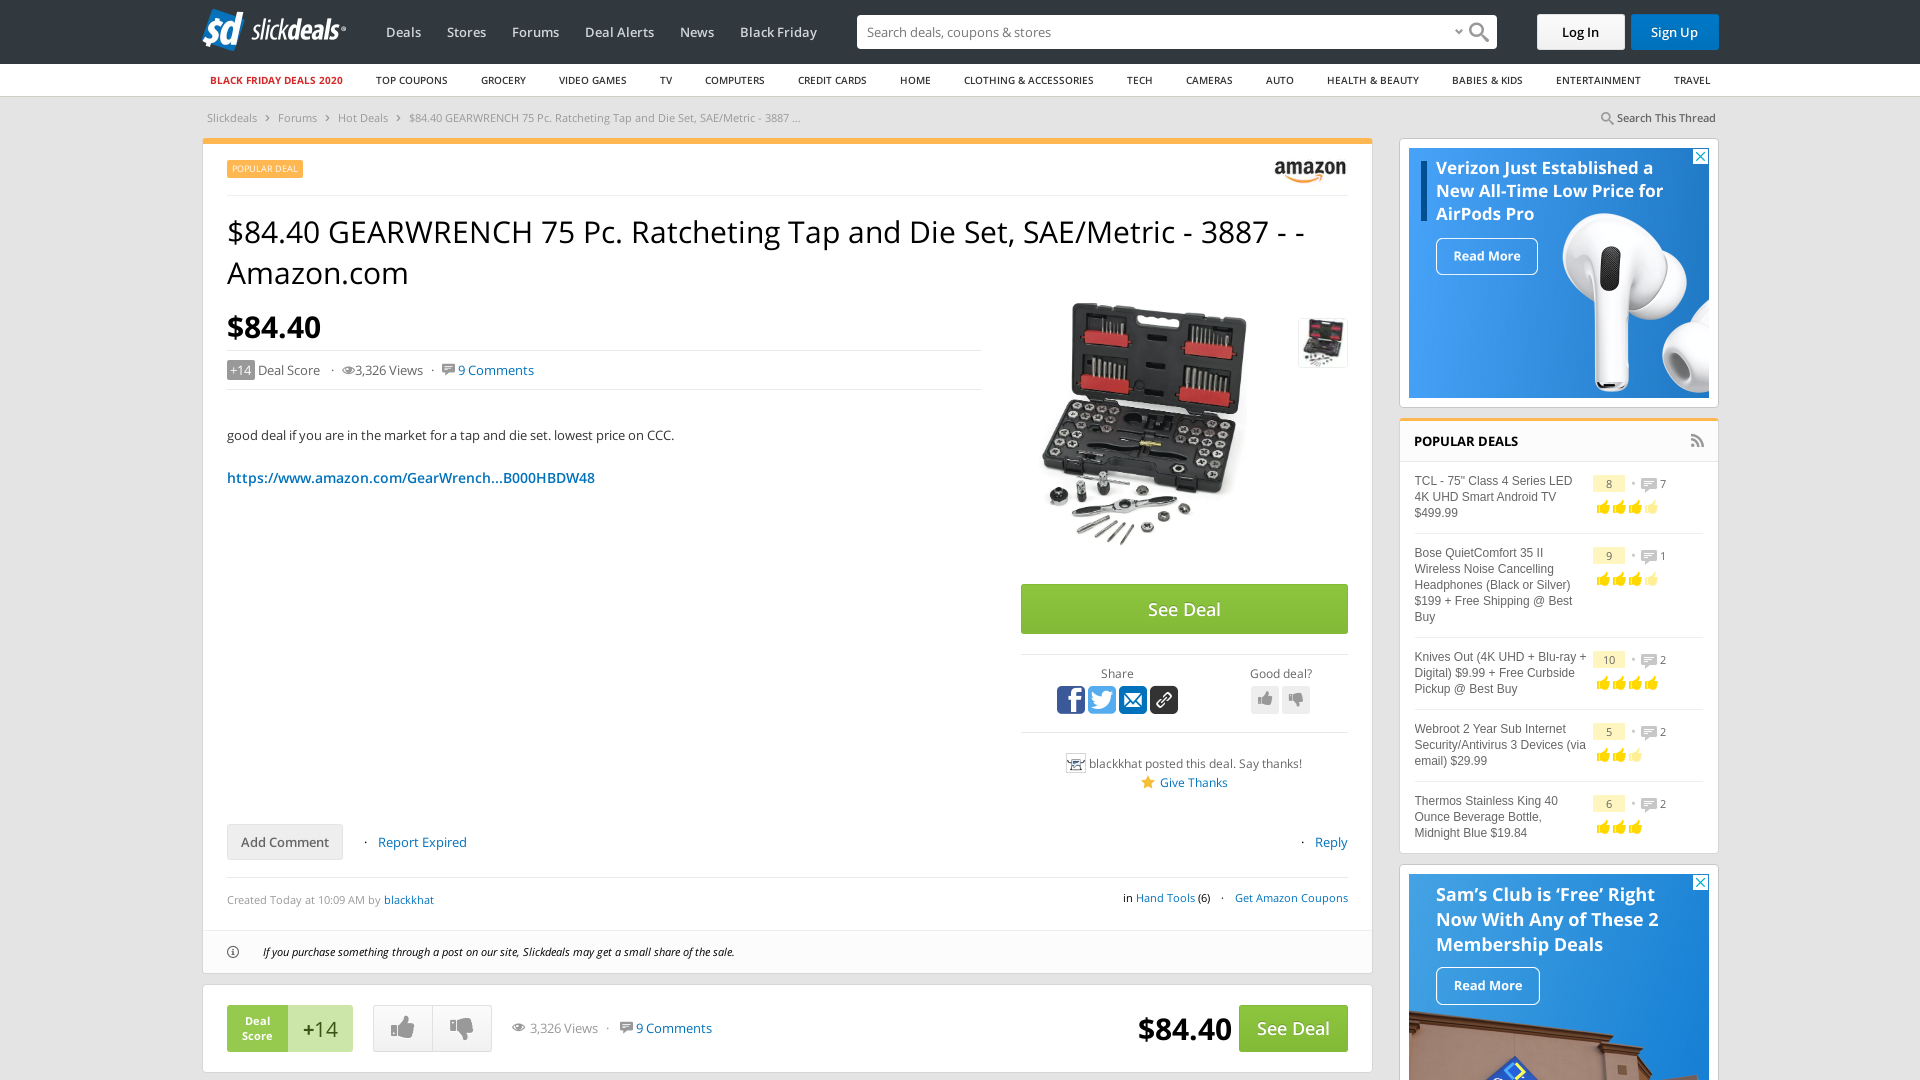 sd slickdeals
Deals
Stores
Forums
Deal Alerts
News
Black Friday
Search deals, coupons & stores
Log In
Sign Up
BLACK FRIDAY DEALS 2020
TOP COUPONS
GROCERY
VIDEO GAMES
TV
COMPUTERS
CREDIT CARDS
HOME
CLOTHING & ACCESSORIES
TECH
CAMERAS
AUTO
HEALTH & BEAUTY
BABIES & KIDS
ENTERTAINMENT
TRAVEL
Slickdeals > Forums > Hot Deals > $84.40 GEARWRENCH 75 Pc. Ratcheting Tap and Die Set, SAE/Metric - 3887 ...
Search This Thread
POPULAR DEAL
amazon
$84.40 GEARWRENCH 75 Pc. Ratcheting Tap and Die Set, SAE/Metric - 3887 - -
Amazon.com
$84.40
+14 Deal Score · 3,326 Views · 9 Comments
good deal if you are in the market for a tap and die set. lowest price on CCC.
https://www.amazon.com/GearWrench...B000HBDW48
See Deal
Share
Good deal?
blackkhat posted this deal. Say thanks!
Give Thanks
Add Comment
· Report Expired
· Reply
Created Today at 10:09 AM by blackkhat
in Hand Tools (6) · Get Amazon Coupons
If you purchase something through a post on our site, Slickdeals may get a small share of the sale.
Deal
Score
+14
3,326 Views · 9 Comments
$84.40
See Deal
Verizon Just Established a
New All-Time Low Price for
AirPods Pro
Read More
POPULAR DEALS
TCL - 75" Class 4 Series LED
4K UHD Smart Android TV
$499.99
8 • 7
Bose QuietComfort 35 II
Wireless Noise Cancelling
Headphones (Black or Silver)
$199 + Free Shipping @ Best
Buy
9 • 1
Knives Out (4K UHD + Blu-ray +
Digital) $9.99 + Free Curbside
Pickup @ Best Buy
10 • 2
Webroot 2 Year Sub Internet
Security/Antivirus 3 Devices (via
email) $29.99
5 • 2
Thermos Stainless King 40
Ounce Beverage Bottle,
Midnight Blue $19.84
6 • 2
Sam's Club is ‘Free’ Right
Now With Any of These 2
Membership Deals
Read More